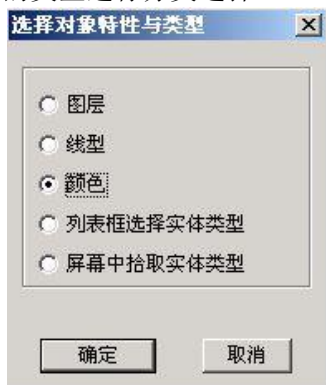 选择对象特性与类型
图层
线型
颜色
列表框选择实体类型
屏幕中拾取实体类型
确定
取消